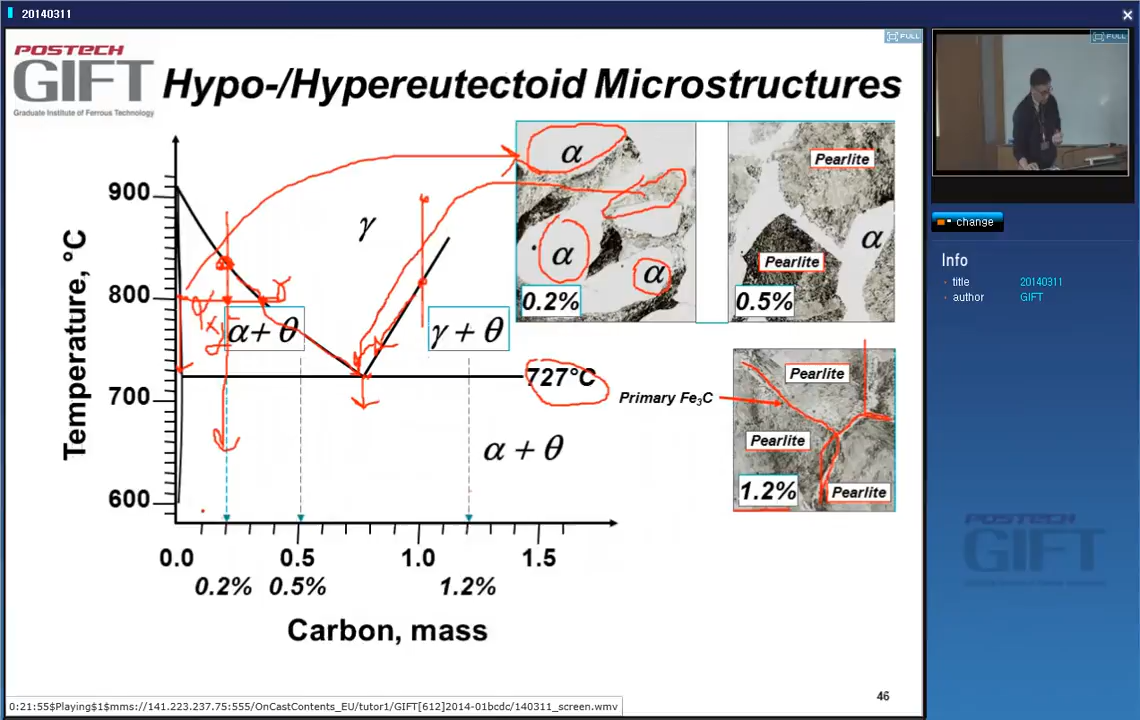 20140311
FULL
POSTECH
GIFT
Graduate Institute of Ferrous Technology
Hypo-/Hypereutectoid Microstructures
FULL
change
Info
title 20140311
author GIFT
Temperature, °C
900
800
700
600
γ
α + θ
γ + θ
727°C
α + θ
0.0 0.5 1.0 1.5
0.2% 0.5% 1.2%
Carbon, mass
α
α
α
0.2%
Pearlite
α
Pearlite
0.5%
Primary Fe3C
Pearlite
Pearlite
1.2%
Pearlite
POSTECH
GIFT
46
0:21:55$Playing$1$mms://141.223.237.75:555/OnCastContents_EU/tutor1/GIFT[612]2014-01bcdc/140311_screen.wmv